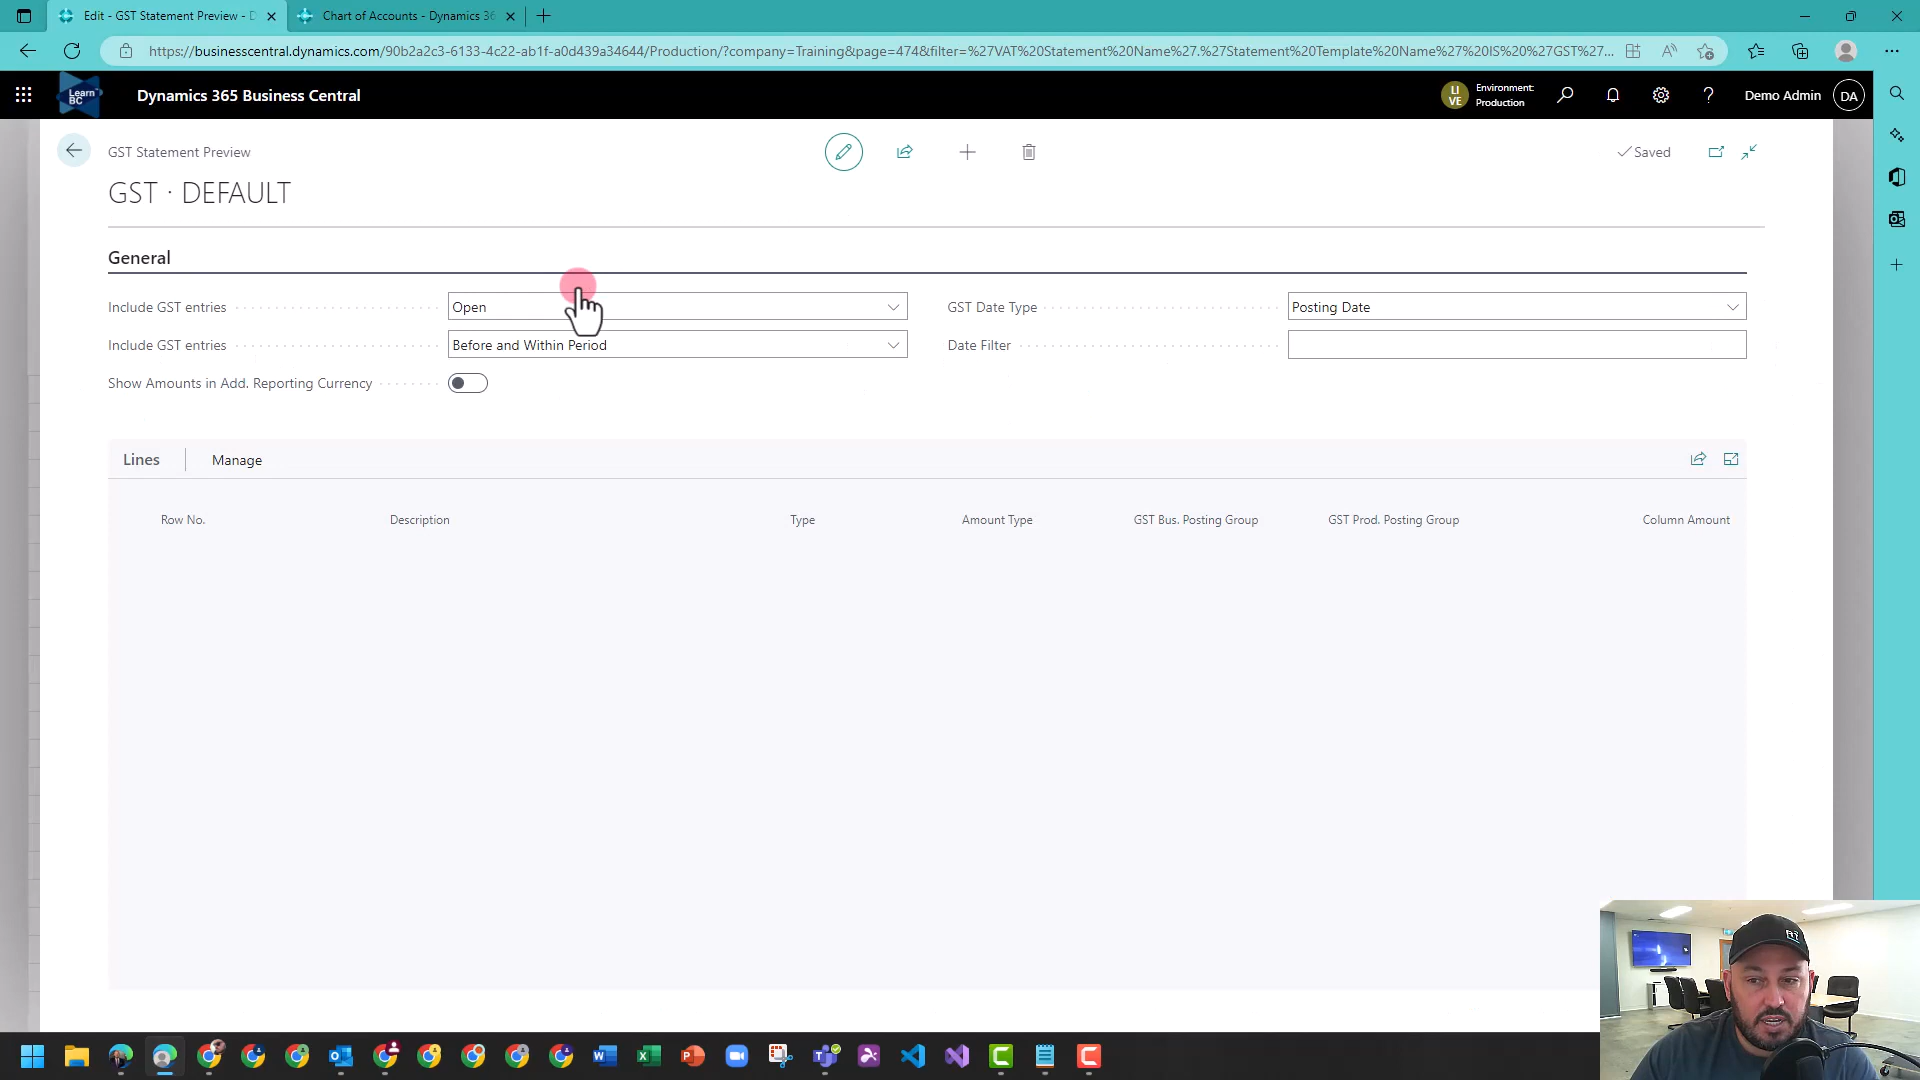 Edit - GST Statement Preview - D
Chart of Accounts - Dynamics 36
https://businesscentral.dynamics.com/90b2a2c3-6133-4c22-ab1f-a0d439a34644/Production/?company=Training&page=474&filter=%27VAT%20Statement%20Name%27.%27Statement%20Template%20Name%27%20IS%20%27GST%27...
Learn BC
Dynamics 365 Business Central
LI
VE
Environment:
Production
Demo Admin
DA
GST Statement Preview
Saved
GST · DEFAULT
General
Include GST entries
Open
GST Date Type
Posting Date
Include GST entries
Before and Within Period
Date Filter
Show Amounts in Add. Reporting Currency
Lines
Manage
Row No.
Description
Type
Amount Type
GST Bus. Posting Group
GST Prod. Posting Group
Column Amount